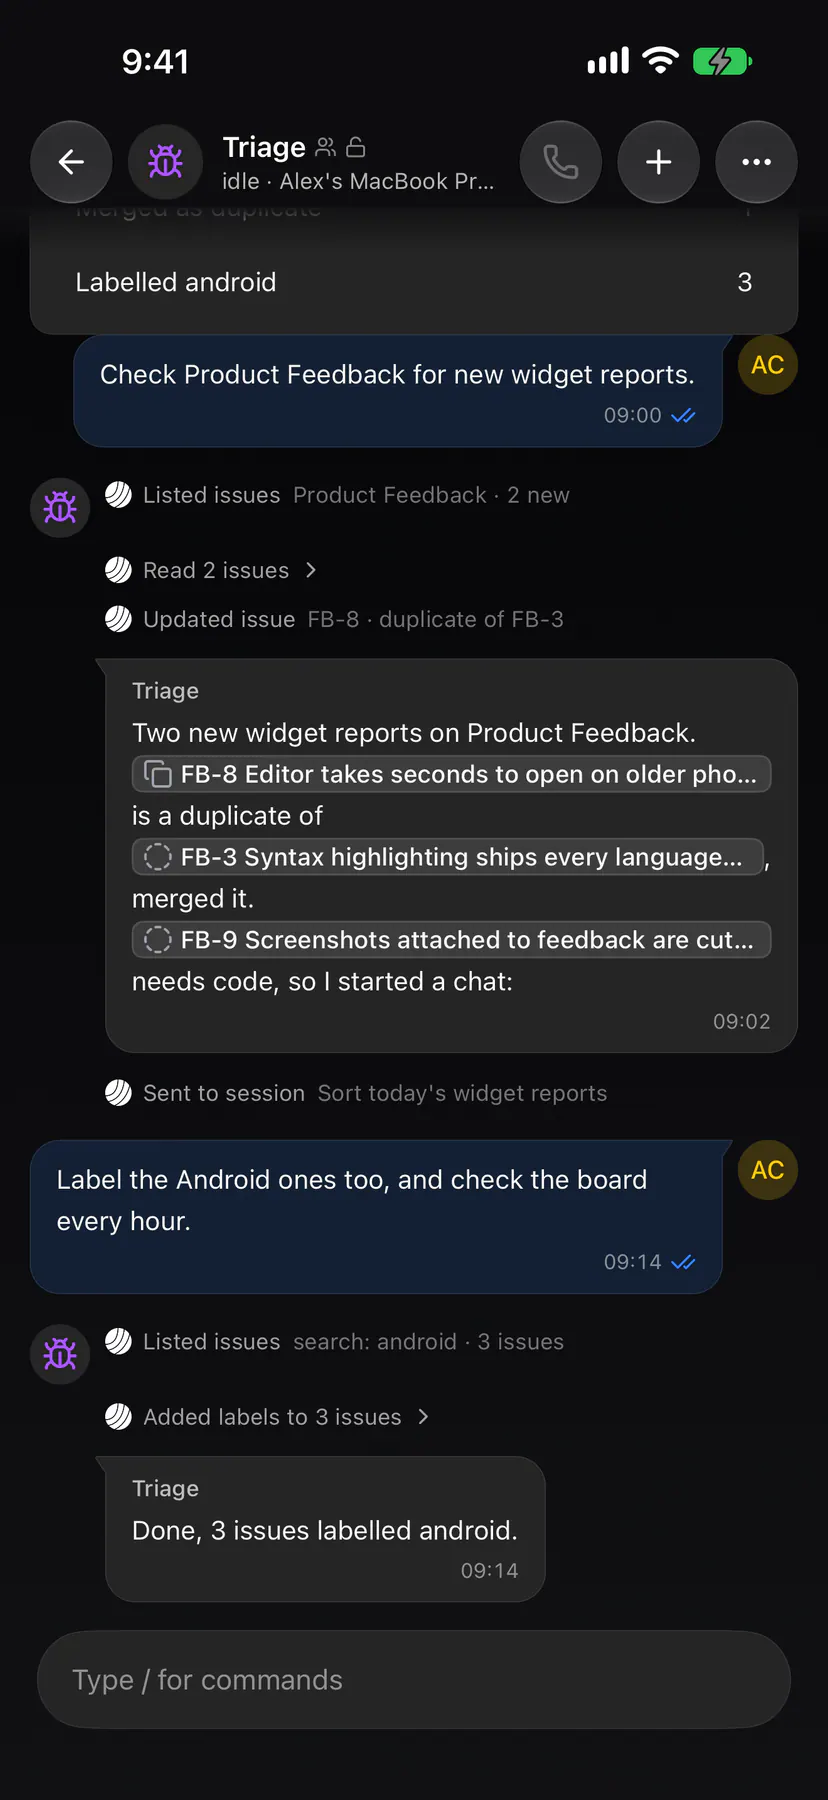 9:41
Triage
idle · Alex's MacBook Pr...
Merged as duplicate
Labelled android 3
Check Product Feedback for new widget reports.
AC
09:00
Listed issues Product Feedback · 2 new
Read 2 issues
Updated issue FB-8 · duplicate of FB-3
Triage
Two new widget reports on Product Feedback.
FB-8 Editor takes seconds to open on older pho...
is a duplicate of
FB-3 Syntax highlighting ships every language... ,
merged it.
FB-9 Screenshots attached to feedback are cut...
needs code, so I started a chat:
09:02
Sent to session Sort today's widget reports
Label the Android ones too, and check the board
every hour.
AC
09:14
Listed issues search: android · 3 issues
Added labels to 3 issues
Triage
Done, 3 issues labelled android.
09:14
Type / for commands